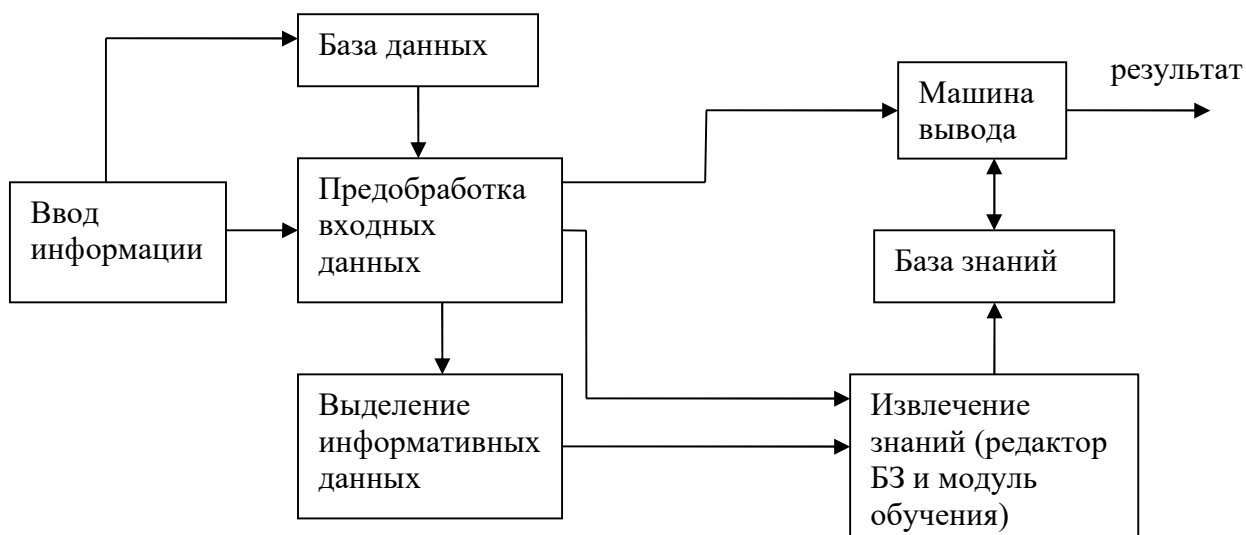 База данных
результат
Машина
вывода
Предобработка
входных
данных
Ввод
информации
База знаний
Выделение
информативных
данных
Извлечение
знаний (редактор
БЗ и модуль
обучения)